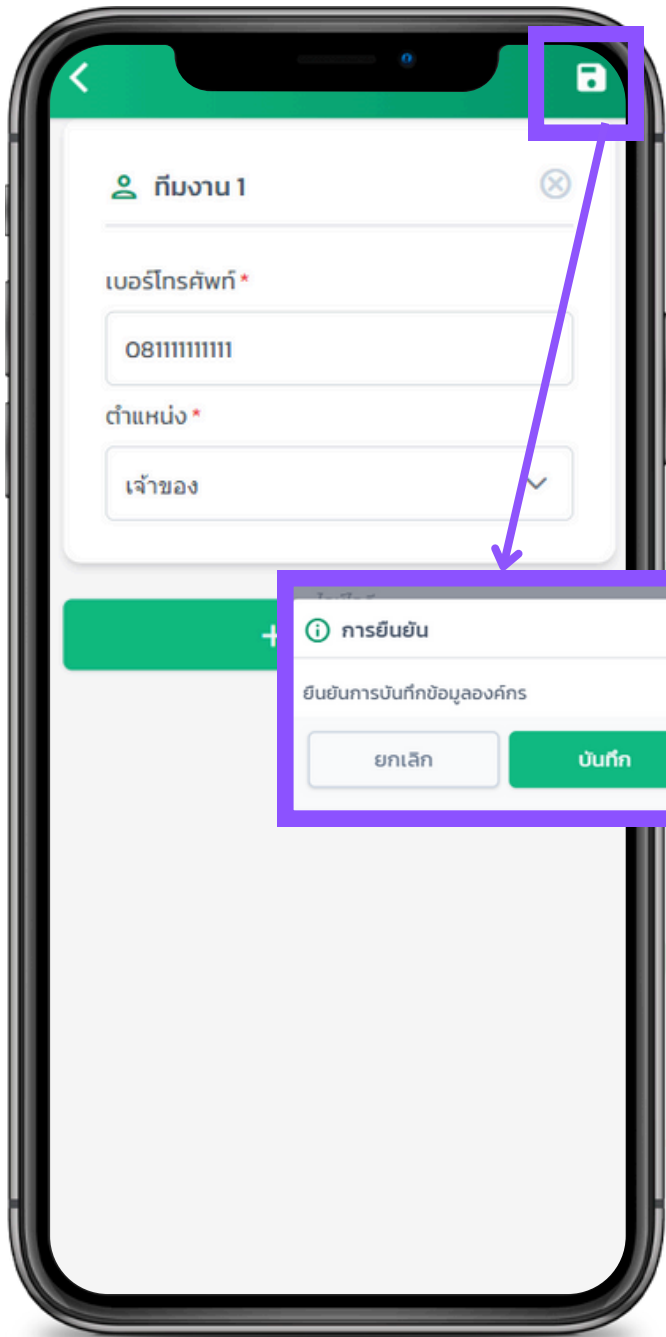 ทีมงาน 1
เบอร์โทรศัพท์ *
081111111111
ตำแหน่ง *
เจ้าของ
+
การยืนยัน
ยืนยันการบันทึกข้อมูลองค์กร
ยกเลิก
บันทึก